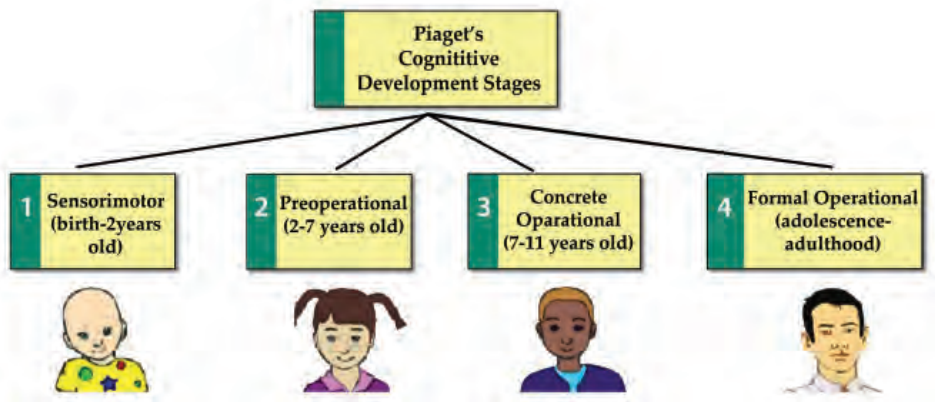 Piaget's
Cognititive
Development Stages
1
Sensorimotor
(birth-2years
old)
2
Preoperational
(2-7 years old)
3
Concrete
Oparational
(7-11 years old)
4
Formal Operational
(adolescence-
adulthood)